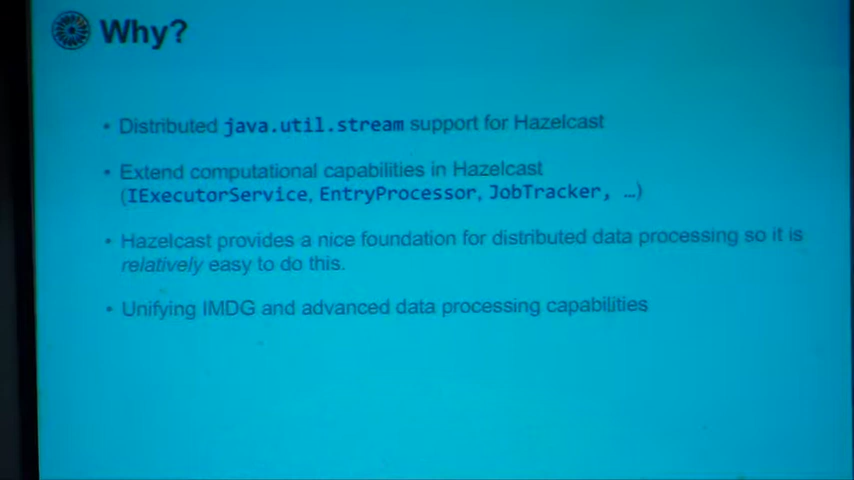 Why?
• Distributed java.util.stream support for Hazelcast
• Extend computational capabilities in Hazelcast
(IExecutorService, EntryProcessor, JobTracker, …)
• Hazelcast provides a nice foundation for distributed data processing so it is
relatively easy to do this.
• Unifying IMDG and advanced data processing capabilities